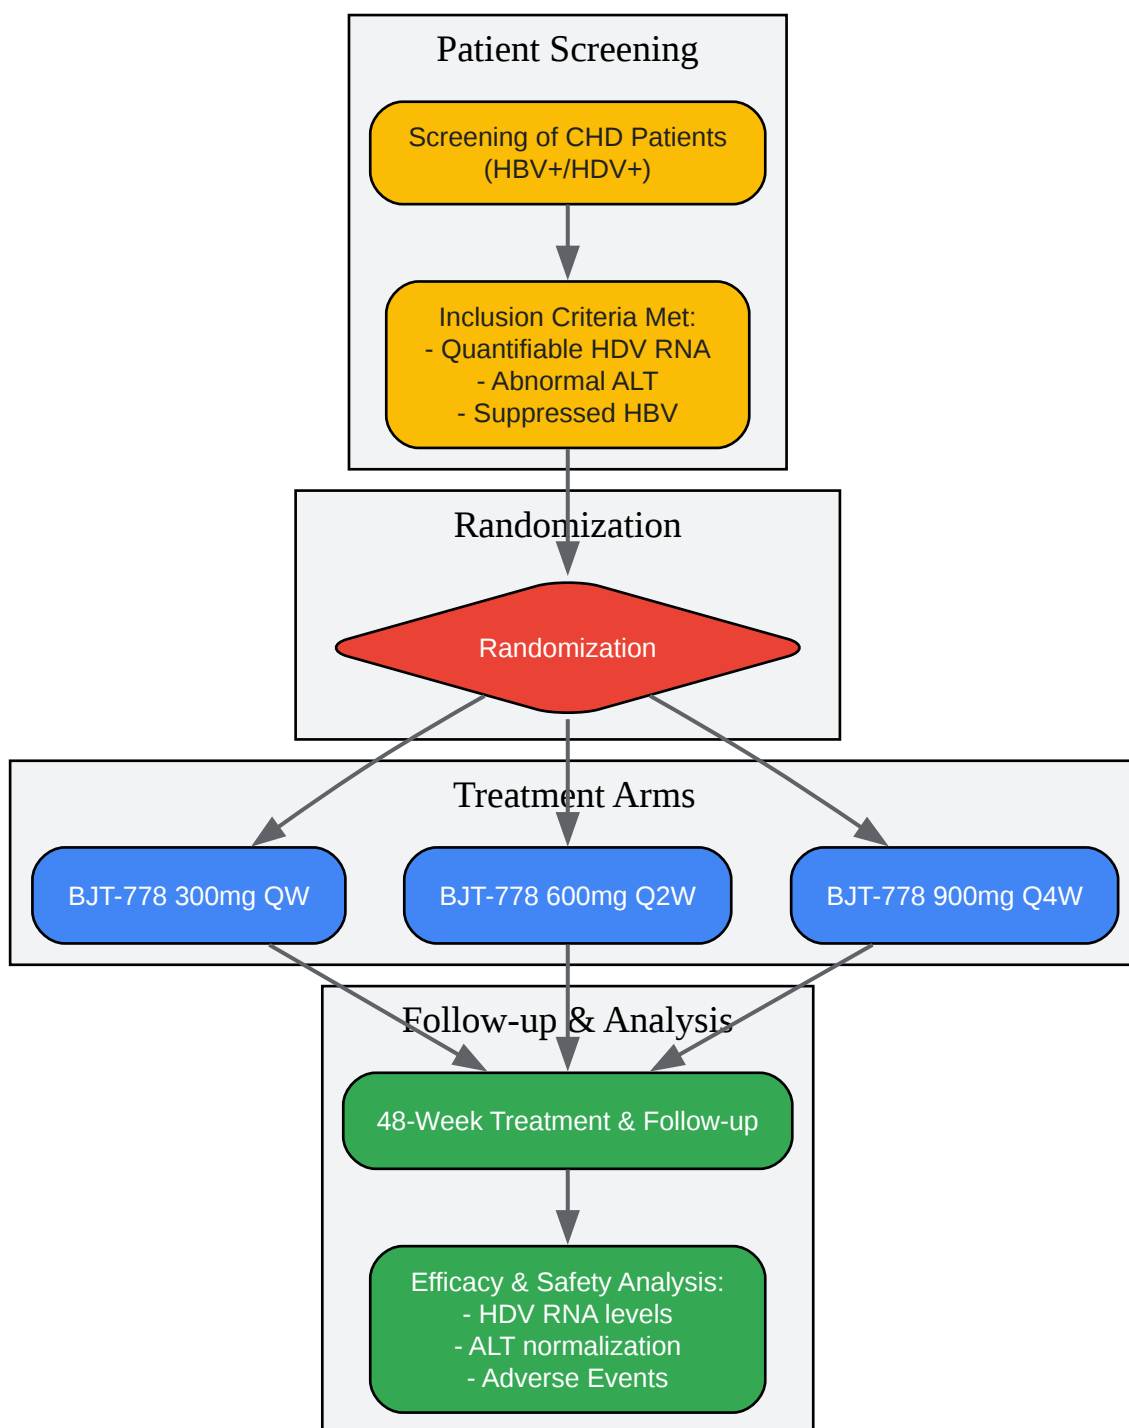 Patient Screening
Screening of CHD Patients
(HBV+/HDV+)
Inclusion Criteria Met:
- Quantifiable HDV RNA
- Abnormal ALT
- Suppressed HBV
Randomization
Randomization
Treatment Arms
BJT-778 300mg QW
BJT-778 600mg Q2W
BJT-778 900mg Q4W
Follow-up & Analysis
48-Week Treatment & Follow-up
Efficacy & Safety Analysis:
- HDV RNA levels
- ALT normalization
- Adverse Events